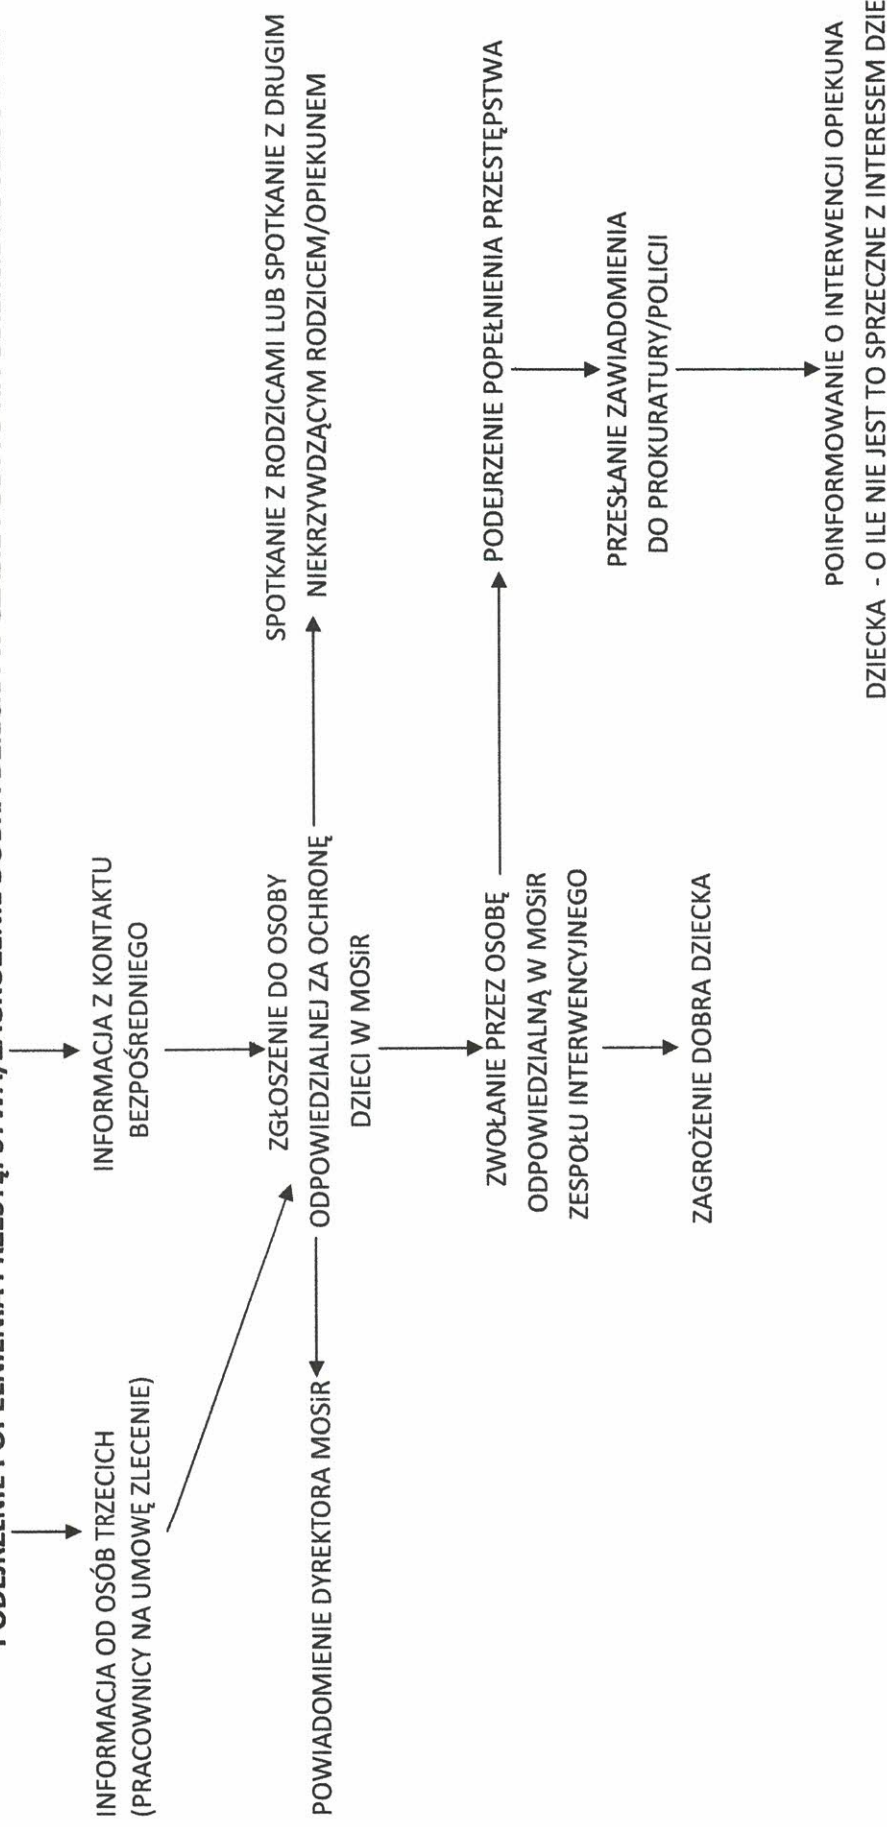 INFORMACJA OD OSÓB TRZECICH
(PRACOWNICY NA UMOWĘ ZLECENIE)
INFORMACJA Z KONTAKTU
BEZPOŚREDNIEGO
ZGŁOSZENIE DO OSOBY
ODPOWIEDZIALNEJ ZA OCHRONĘ
DZIECI W MOSiR
POWIADOMIENIE DYREKTORA MOSiR
SPOTKANIE Z RODZICAMI LUB SPOTKANIE Z DRUGIM
NIEKRZYWDZĄCYM RODZICEM/OPIEKUNEM
ZWOŁANIE PRZEZ OSOBĘ
ODPOWIEDZIALNĄ W MOSiR
ZESPOŁU INTERWENCYJNEGO
PODEJRZENIE POPEŁNIENIA PRZESTĘPSTWA
PRZESŁANIE ZAWIADOMIENIA
DO PROKURATURY/POLICJI
ZAGROŻENIE DOBRA DZIECKA
POINFORMOWANIE O INTERWENCJI OPIEKUNA
DZIECKA - O ILE NIE JEST TO SPRZECZNE Z INTERESEM